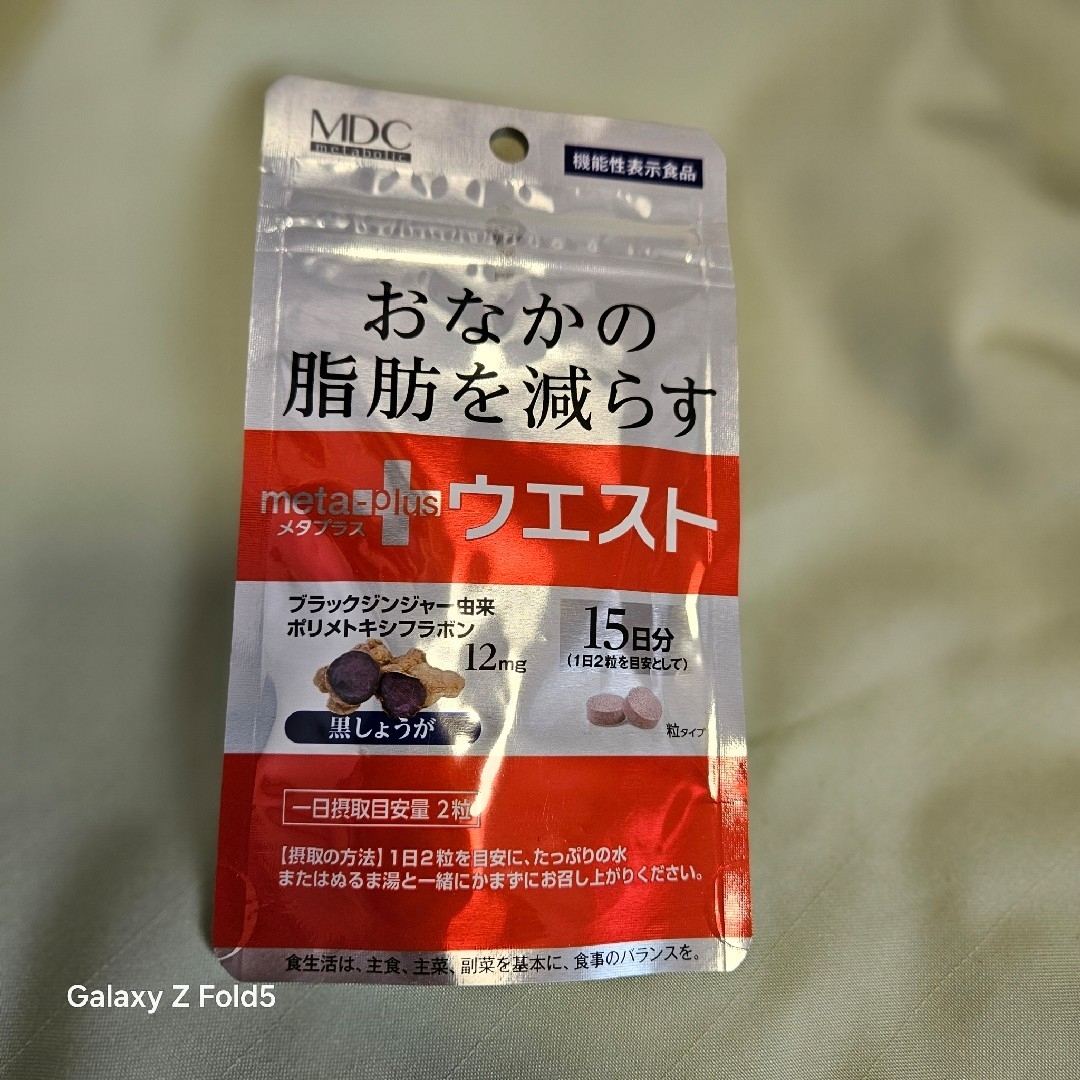 MDC
metabolic
機能性表示食品
おなかの
脂肪を減らす
meta-plus
メタプラス
ウエスト
ブラックジンジャー由来
ポリメトキシフラボン
12mg
黒しょうが
15日分
(1日2粒を目安として)
粒タイプ
一日摂取目安量 2粒
【摂取の方法】1日2粒を目安に、たっぷりの水
またはぬるま湯と一緒にかまずにお召し上がりください。
食生活は、主食、主菜、副菜を基本に、食事のバランスを。
Galaxy Z Fold5